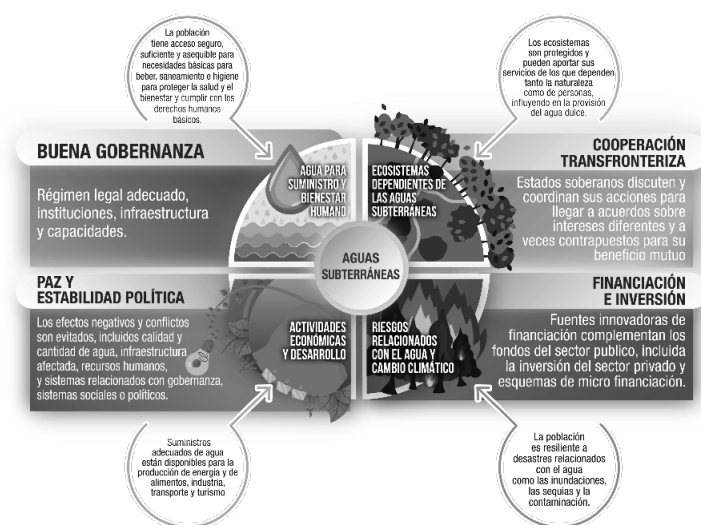 La población
tiene acceso seguro,
suficiente y asequible para
necesidades básicas para
beber, saneamiento e higiene
para proteger la salud y el
bienestar y cumplir con los
derechos humanos
básicos.
Los ecosistemas
son protegidos y
pueden aportar sus
servicios de los que dependen
tanto la naturaleza
como de personas,
influyendo en la provisión
del agua dulce.
BUENA GOBERNANZA
Régimen legal adecuado,
instituciones, infraestructura
y capacidades.
AGUA PARA
SUMINISTRO Y
BIENESTAR
HUMANO
ECOSISTEMAS
DEPENDIENTES DE
LAS AGUAS
SUBTERRÁNEAS
COOPERACIÓN
TRANSFRONTERIZA
Estados soberanos discuten y
coordinan sus acciones para
llegar a acuerdos sobre
intereses diferentes y a
veces contrapuestos para su
beneficio mutuo
AGUAS
SUBTERRÁNEAS
PAZ Y
ESTABILIDAD POLÍTICA
Los efectos negativos y conflictos
son evitados, incluidos calidad y
cantidad de agua, infraestructura
afectada, recursos humanos,
y sistemas relacionados con gobernanza,
sistemas sociales o políticos.
ACTIVIDADES
ECONÓMICAS
Y DESARROLLO
RIESGOS
RELACIONADOS
CON EL AGUA Y
CAMBIO CLIMÁTICO
FINANCIACIÓN
E INVERSIÓN
Fuentes innovadoras de
financiación complementan los
fondos del sector publico, incluida
la inversión del sector privado y
esquemas de micro financiación.
Suministros
adecuados de agua
están disponibles para la
producción de energía y de
alimentos, industria,
transporte y turismo
La población
es resiliente a
desastres relacionados
con el agua
como las inundaciones,
las sequias y la
contaminación.